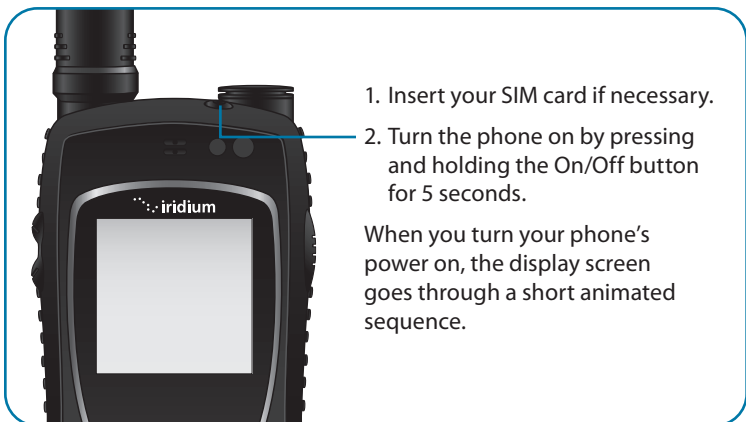 1. Insert your SIM card if necessary.
2. Turn the phone on by pressing
and holding the On/Off button
for 5 seconds.
When you turn your phone’s
power on, the display screen
goes through a short animated
sequence.
iridium